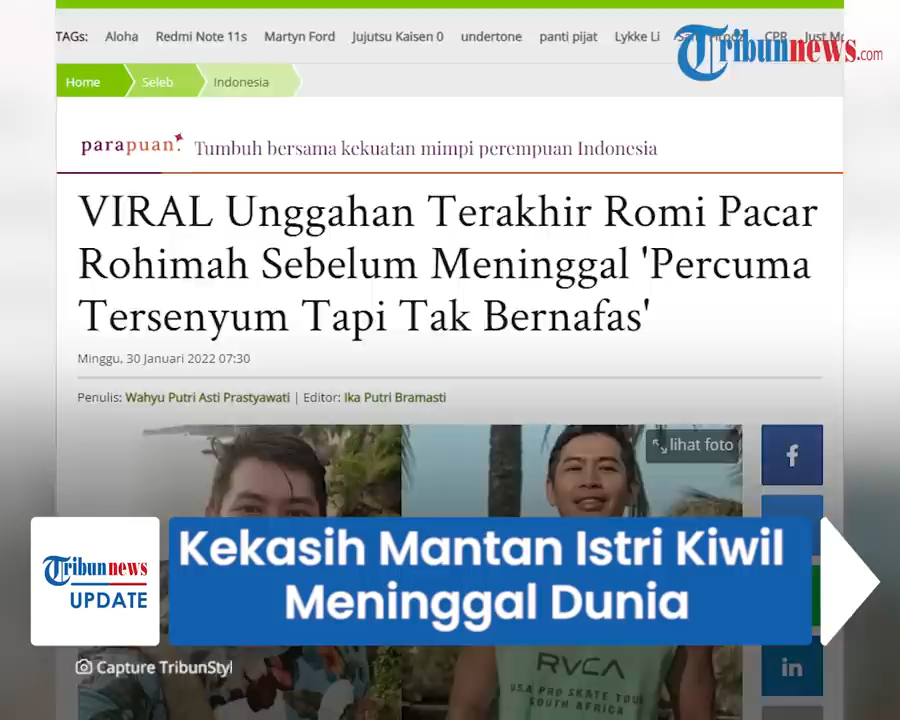 TAGs: Aloha Redmi Note 11s Martyn Ford Jujutsu Kaisen 0 undertone panti pijat Lykke Li CPR
Tribunnews.com
Home Seleb Indonesia
parapuan. Tumbuh bersama kekuatan mimpi perempuan Indonesia
VIRAL Unggahan Terakhir Romi Pacar
Rohimah Sebelum Meninggal 'Percuma
Tersenyum Tapi Tak Bernafas'
Minggu, 30 Januari 2022 07:30
Penulis: Wahyu Putri Asti Prastyawati | Editor: Ika Putri Bramasti
lihat foto
f
Tribunnews
UPDATE
Kekasih Mantan Istri Kiwil
Meninggal Dunia
in
Capture TribunStyl
RVCA
USA PRO SKATE TOUR
SOUTH AFRICA